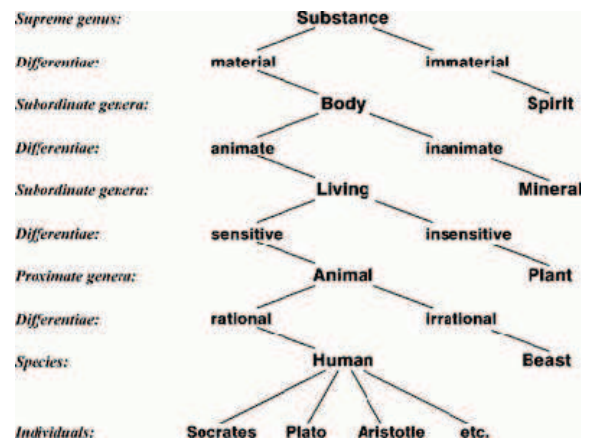 Supreme genus: Substance
Differentiae: material immaterial
Subordinate genera: Body Spirit
Differentiae: animate inanimate
Subordinate genera: Living Mineral
Differentiae: sensitive insensitive
Proximate genera: Animal Plant
Differentiae: rational irrational
Species: Human Beast
Individuals: Socrates Plato Aristotle etc.